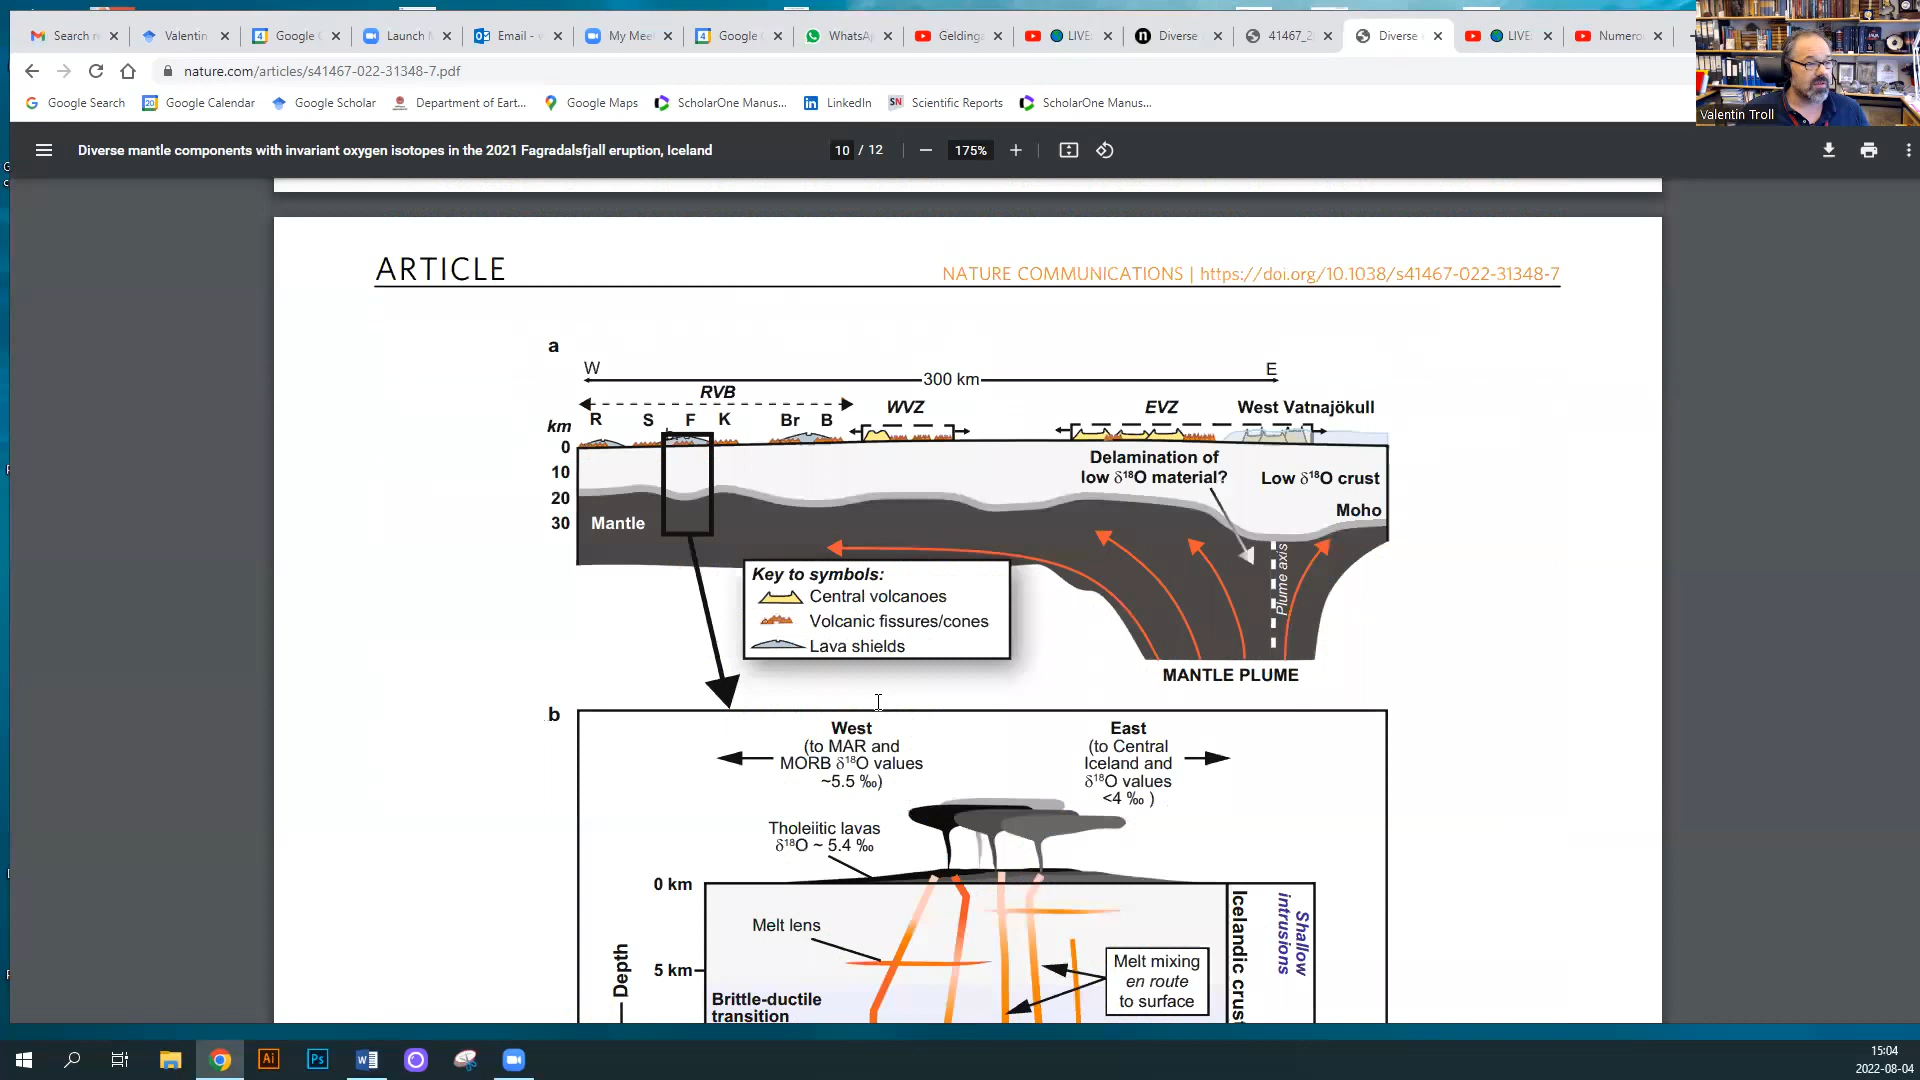 Search r
Valentin
Google C
Launch M
Email - v
My Mee
Google C
WhatsAp
Gelding
LIVE
Diverse
41467_2
Diverse
LIVE
Numero
nature.com/articles/s41467-022-31348-7.pdf
Google Search
Google Calendar
Google Scholar
Department of Eart...
Google Maps
ScholarOne Manus...
LinkedIn
SN
Scientific Reports
ScholarOne Manus...
Valentin Troll
Diverse mantle components with invariant oxygen isotopes in the 2021 Fagradalsfjall eruption, Iceland
10 / 12
175%
ARTICLE
NATURE COMMUNICATIONS | https://doi.org/10.1038/s41467-022-31348-7
a
W
E
300 km
RVB
R S F K Br B
WVZ
EVZ
West Vatnajökull
km
0
10
20
30
Delamination of
low δ¹⁸O material?
Low δ¹⁸O crust
Moho
Mantle
Plume axis
Key to symbols:
Central volcanoes
Volcanic fissures/cones
Lava shields
MANTLE PLUME
b
West
(to MAR and
MORB δ¹⁸O values
~5.5 ‰)
East
(to Central
Iceland and
δ¹⁸O values
<4 ‰ )
Tholeiitic lavas
δ¹⁸O ~ 5.4 ‰
0 km
Melt lens
5 km
Depth
Brittle-ductile
transition
Melt mixing
en route
to surface
Icelandic crust
Shallow
intrusions
Ai
Ps
15:04
2022-08-04